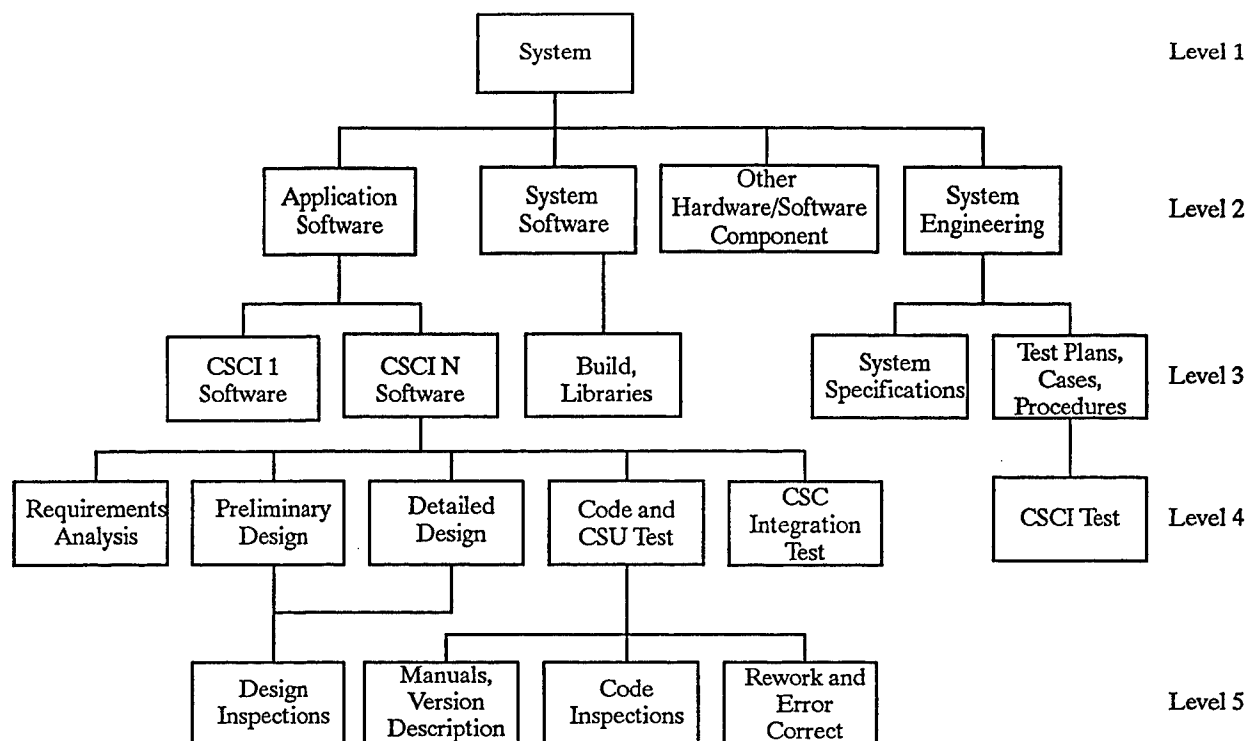 System
Level 1
Application
Software
System
Software
Other
Hardware/Software
Component
System
Engineering
Level 2
CSCI 1
Software
CSCI N
Software
Build,
Libraries
System
Specifications
Test Plans,
Cases,
Procedures
Level 3
Requirements
Analysis
Preliminary
Design
Detailed
Design
Code and
CSU Test
CSC
Integration
Test
CSCI Test
Level 4
Design
Inspections
Manuals,
Version
Description
Code
Inspections
Rework and
Error
Correct
Level 5